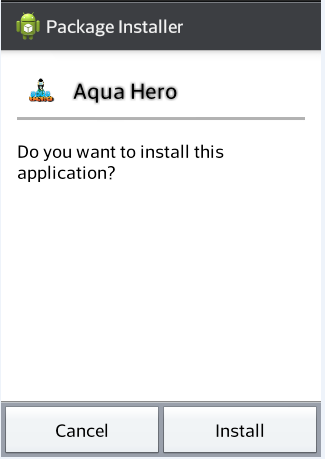 Package Installer
Aqua Hero
Do you want to install this
application?
Cancel
Install